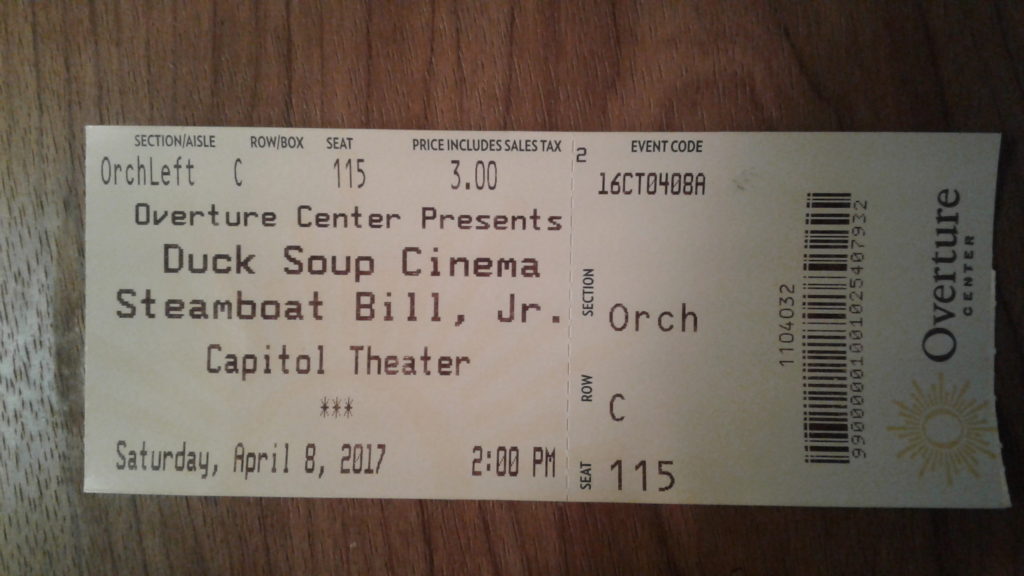 SECTION/AISLE ROW/BOX SEAT PRICE INCLUDES SALES TAX
OrchLeft C 115 3.00
Overture Center Presents
Duck Soup Cinema
Steamboat Bill, Jr.
Capitol Theater
***
Saturday, April 8, 2017 2:00 PM
2 EVENT CODE
16CT0408A
SECTION Orch
ROW C
SEAT 115
1104032
99000000100102540 7932
Overture
CENTER